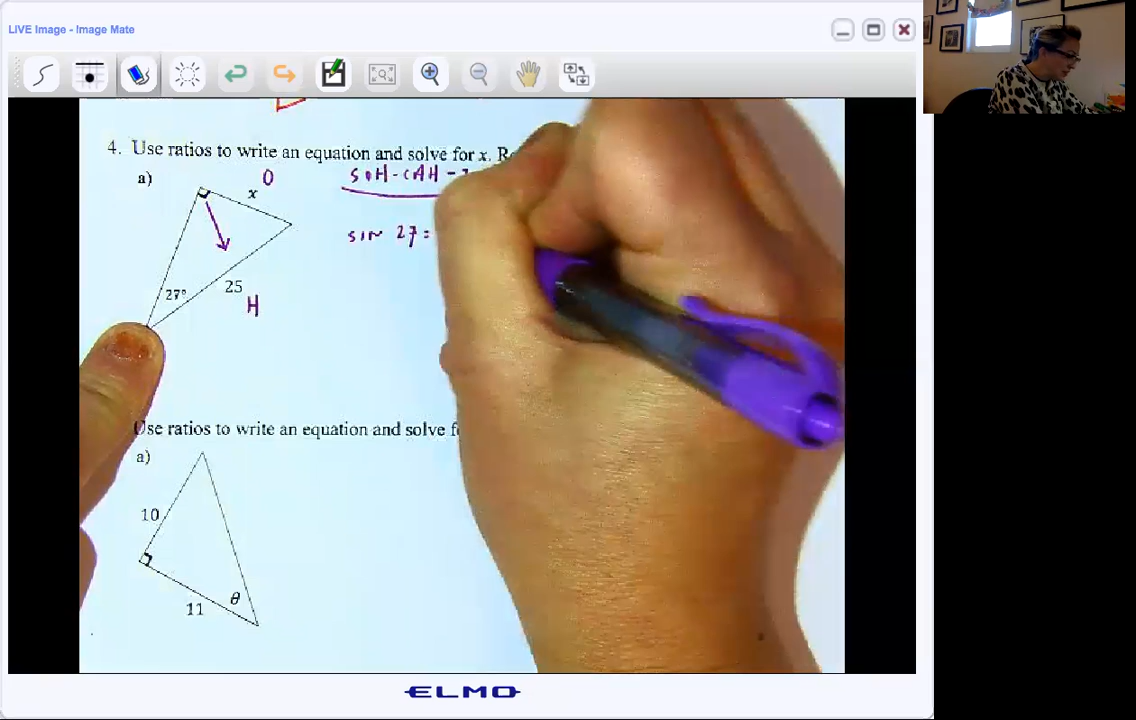 LIVE Image - Image Mate
4. Use ratios to write an equation and solve for x.
a)
x
O
SOH - CAH -
sin 27 =
27°
25
H
Use ratios to write an equation and solve
a)
10
11
θ
ELMO